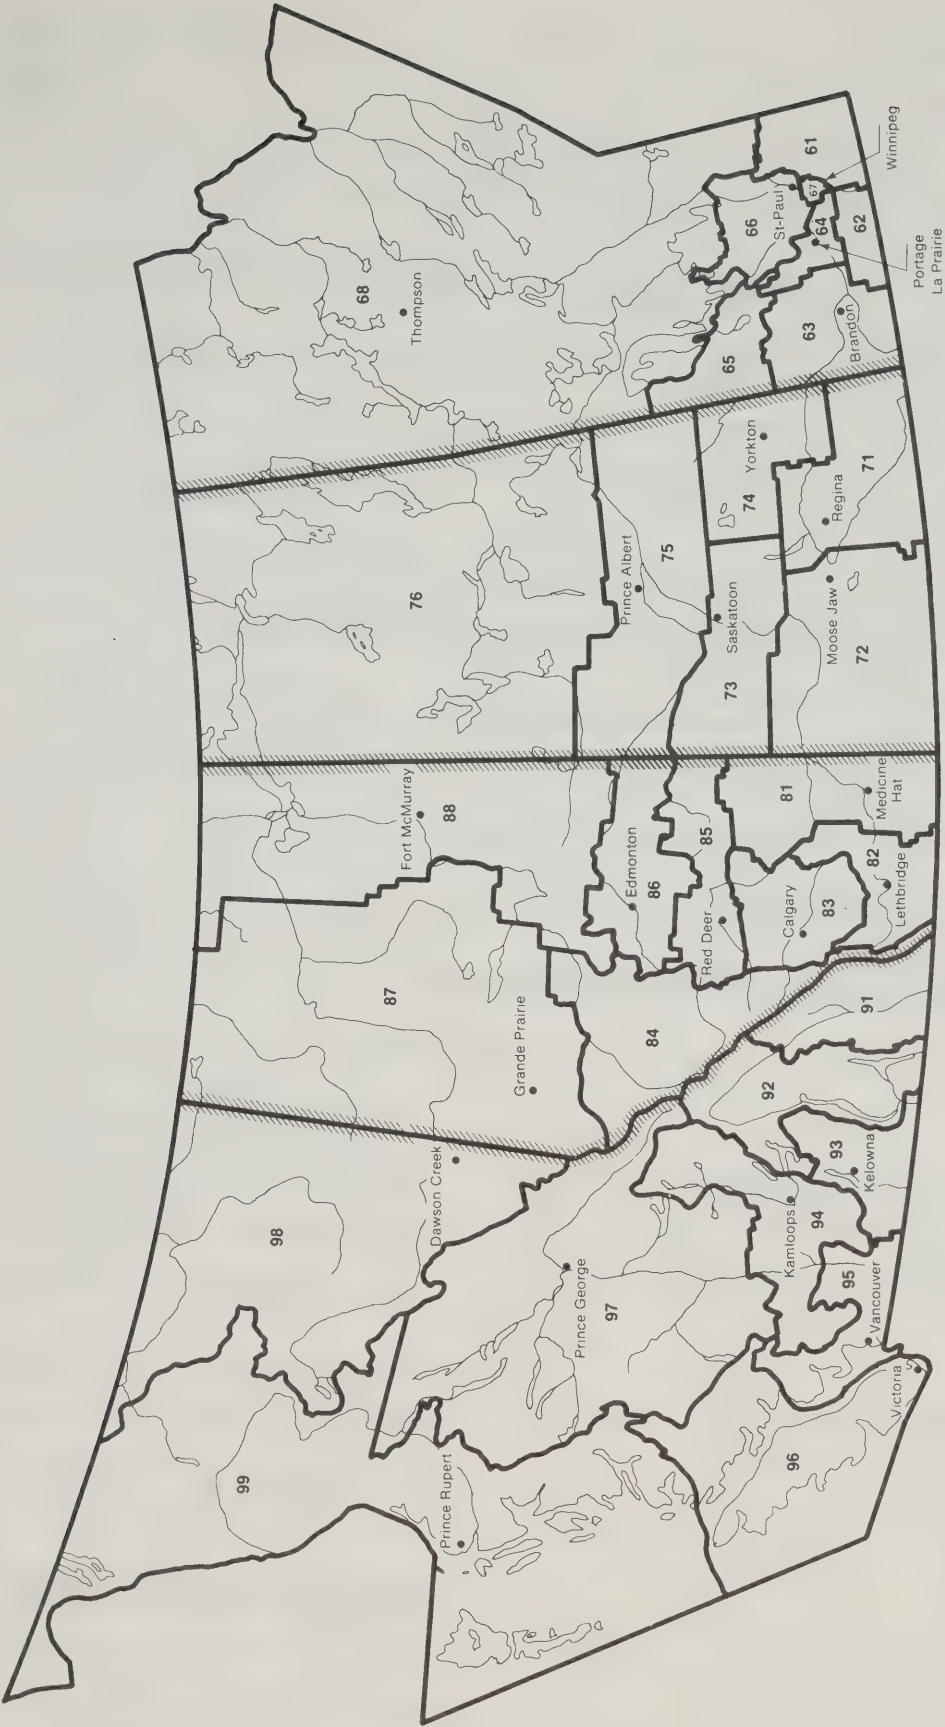 99
98
Prince Rupert
Dawson Creek
Prince George
97
96
Victoria
Vancouver
95
Kamloops
94
93
Kelowna
92
91
87
Grande Prairie
84
88
Fort McMurray
Edmonton
86
85
Red Deer
Calgary
83
82
Lethbridge
81
Medicine
Hat
76
Prince Albert
75
Saskatoon
73
74
Yorkton
Moose Jaw
72
Regina
71
68
Thompson
65
66
St-Paul
63
Brandon
64
67
62
61
Portage
La Prairie
Winnipeg